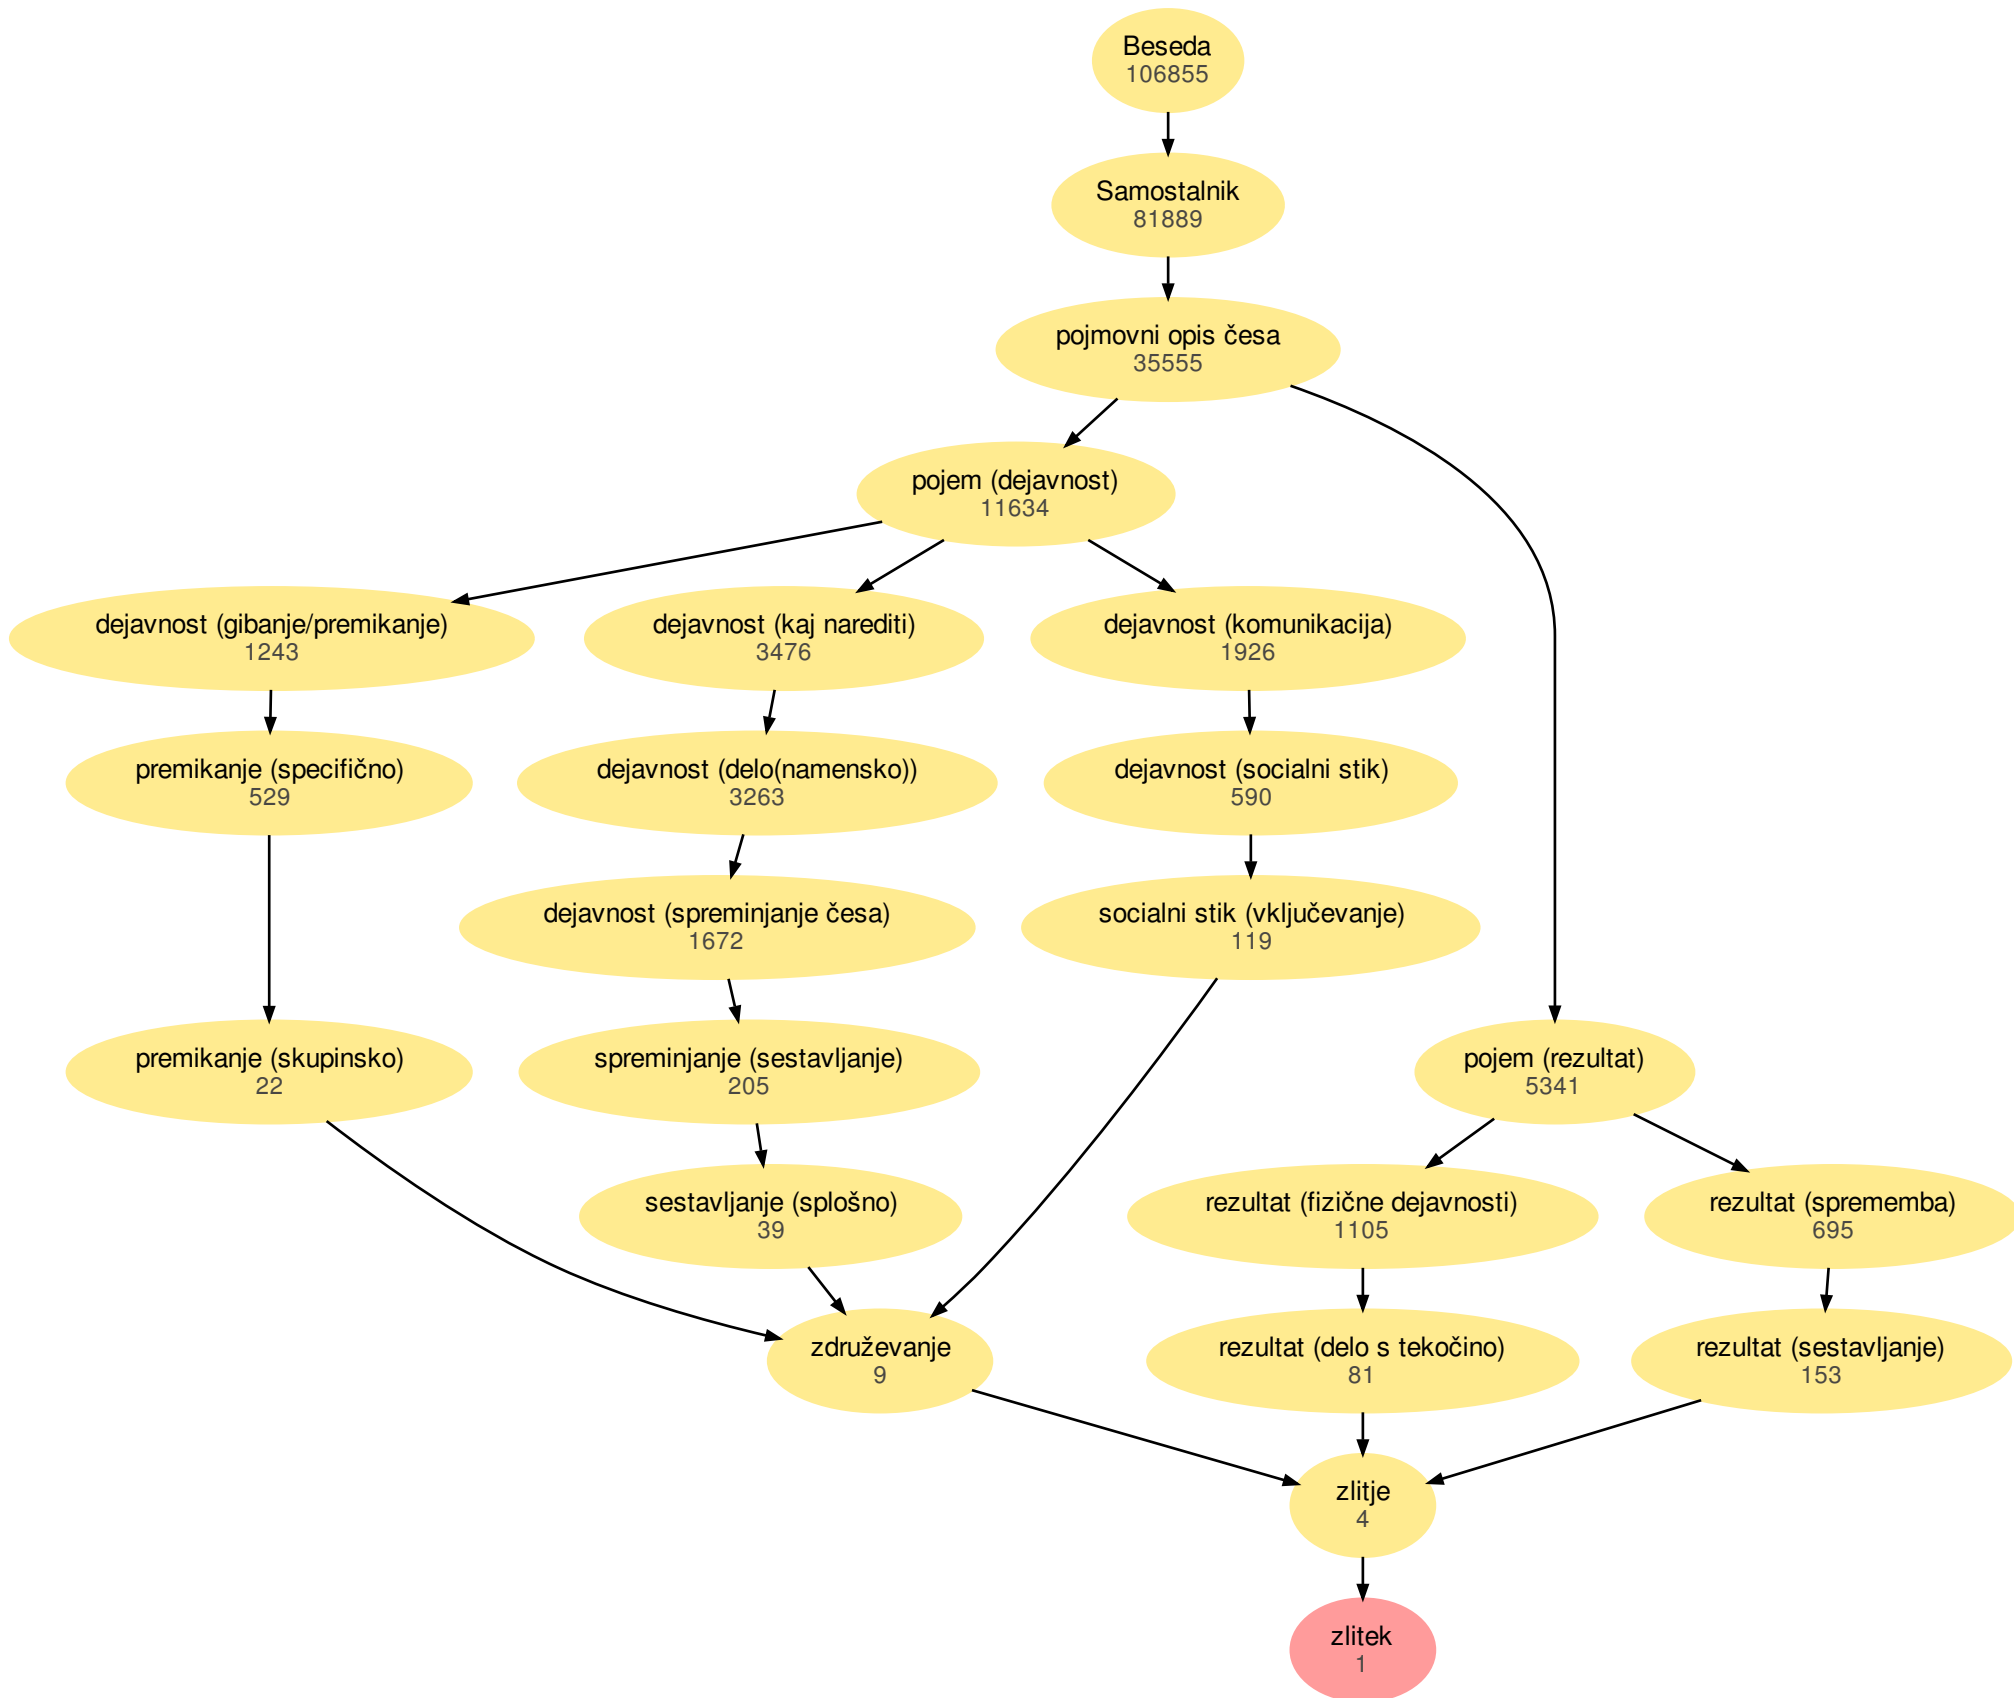 Beseda
106855
Samostalnik
81889
pojmovni opis česa
35555
pojem (dejavnost)
11634
dejavnost (gibanje/premikanje)
1243
dejavnost (kaj narediti)
3476
dejavnost (komunikacija)
1926
premikanje (specifično)
529
dejavnost (delo(namensko))
3263
dejavnost (socialni stik)
590
dejavnost (spreminjanje česa)
1672
socialni stik (vključevanje)
119
premikanje (skupinsko)
22
spreminjanje (sestavljanje)
205
pojem (rezultat)
5341
sestavljanje (splošno)
39
rezultat (fizične dejavnosti)
1105
rezultat (sprememba)
695
združevanje
9
rezultat (delo s tekočino)
81
rezultat (sestavljanje)
153
zlitje
4
zlitek
1